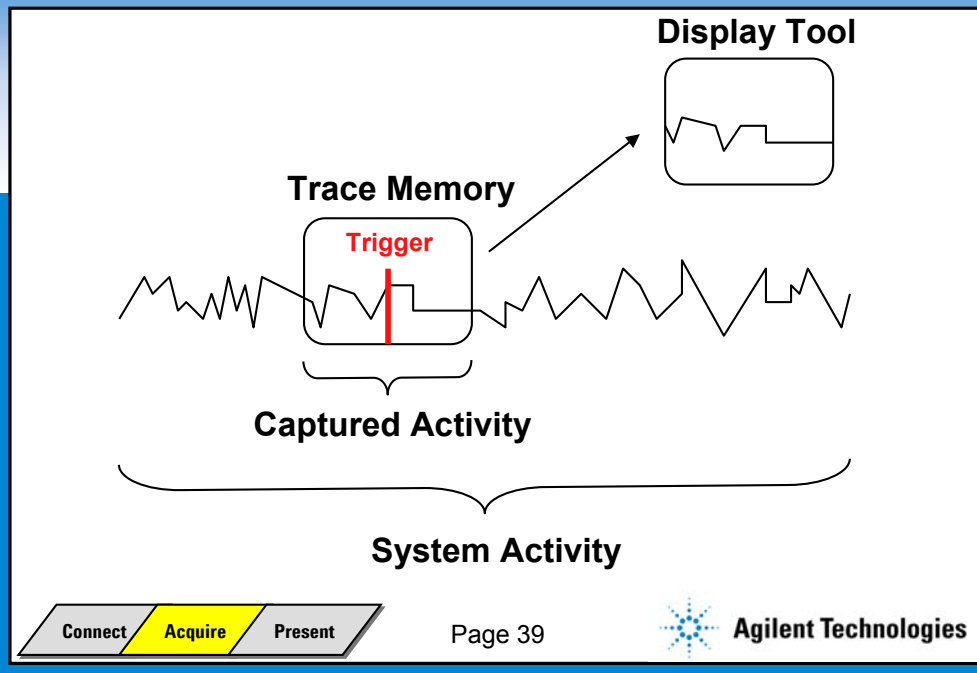 Display Tool
Trace Memory
Trigger
Captured Activity
System Activity
Connect
Acquire
Present
Page 39
Agilent Technologies